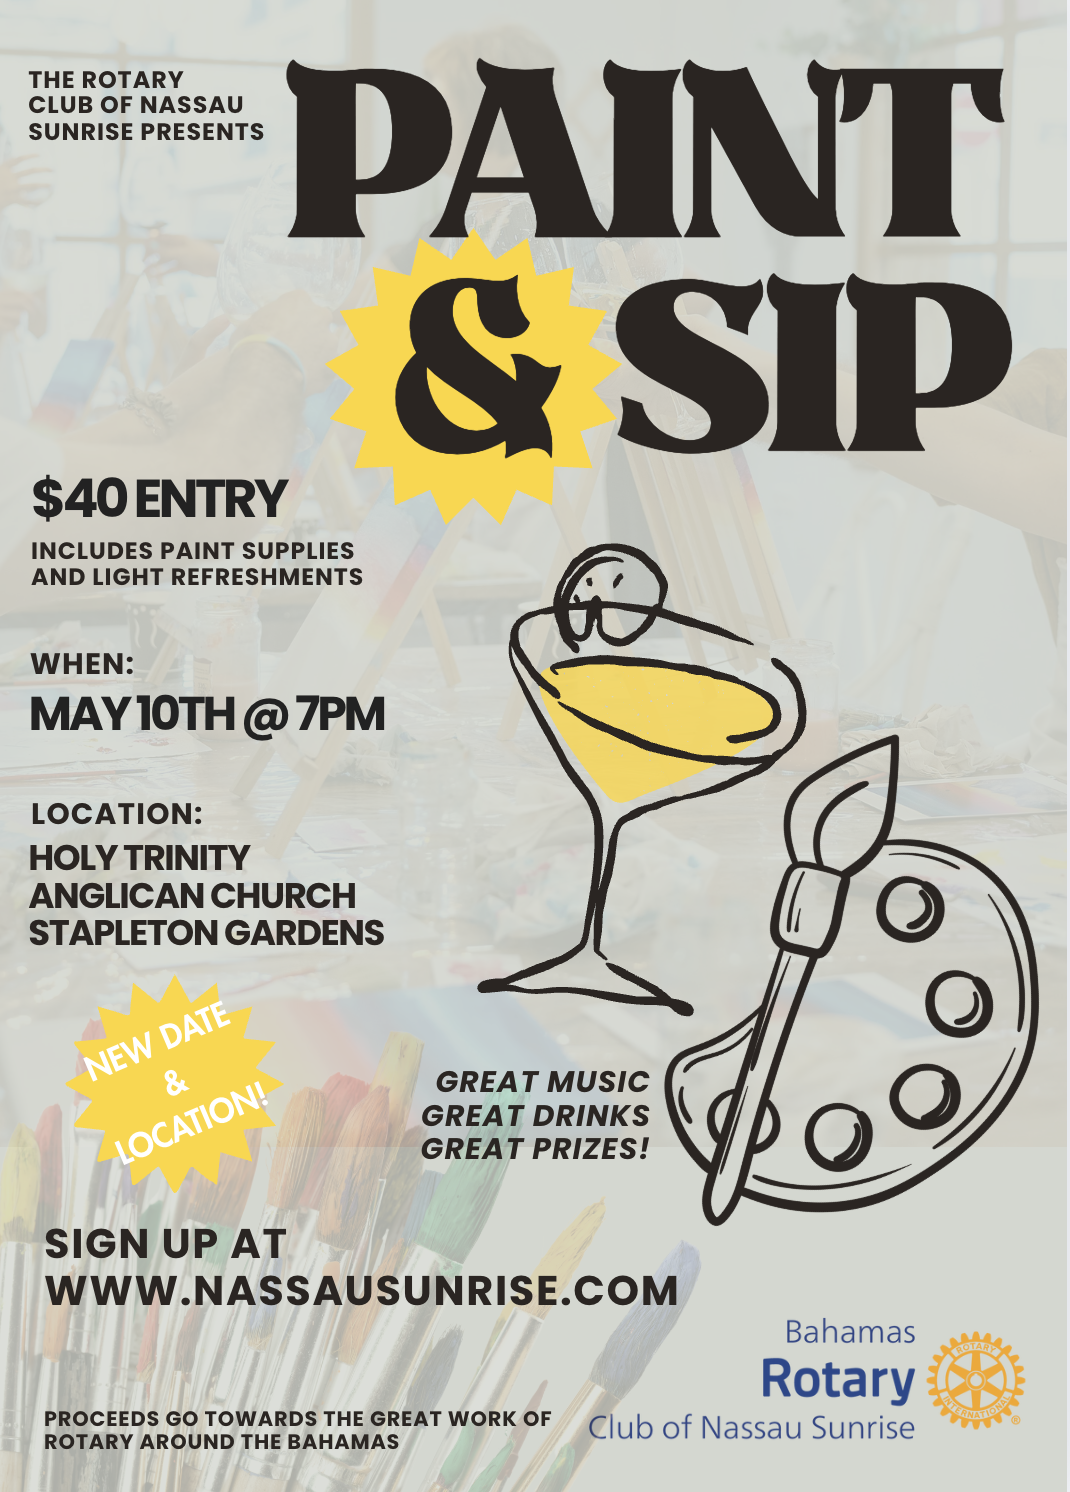 THE ROTARY
CLUB OF NASSAU
SUNRISE PRESENTS
PAINT
& SIP
$40 ENTRY
INCLUDES PAINT SUPPLIES
AND LIGHT REFRESHMENTS
WHEN:
MAY 10TH @ 7PM
LOCATION:
HOLY TRINITY
ANGLICAN CHURCH
STAPLETON GARDENS
NEW DATE
&
LOCATION!
GREAT MUSIC
GREAT DRINKS
GREAT PRIZES!
SIGN UP AT
WWW.NASSAUSUNRISE.COM
PROCEEDS GO TOWARDS THE GREAT WORK OF
ROTARY AROUND THE BAHAMAS
Bahamas
Rotary
Club of Nassau Sunrise
ROTARY
INTERNATIONAL
®